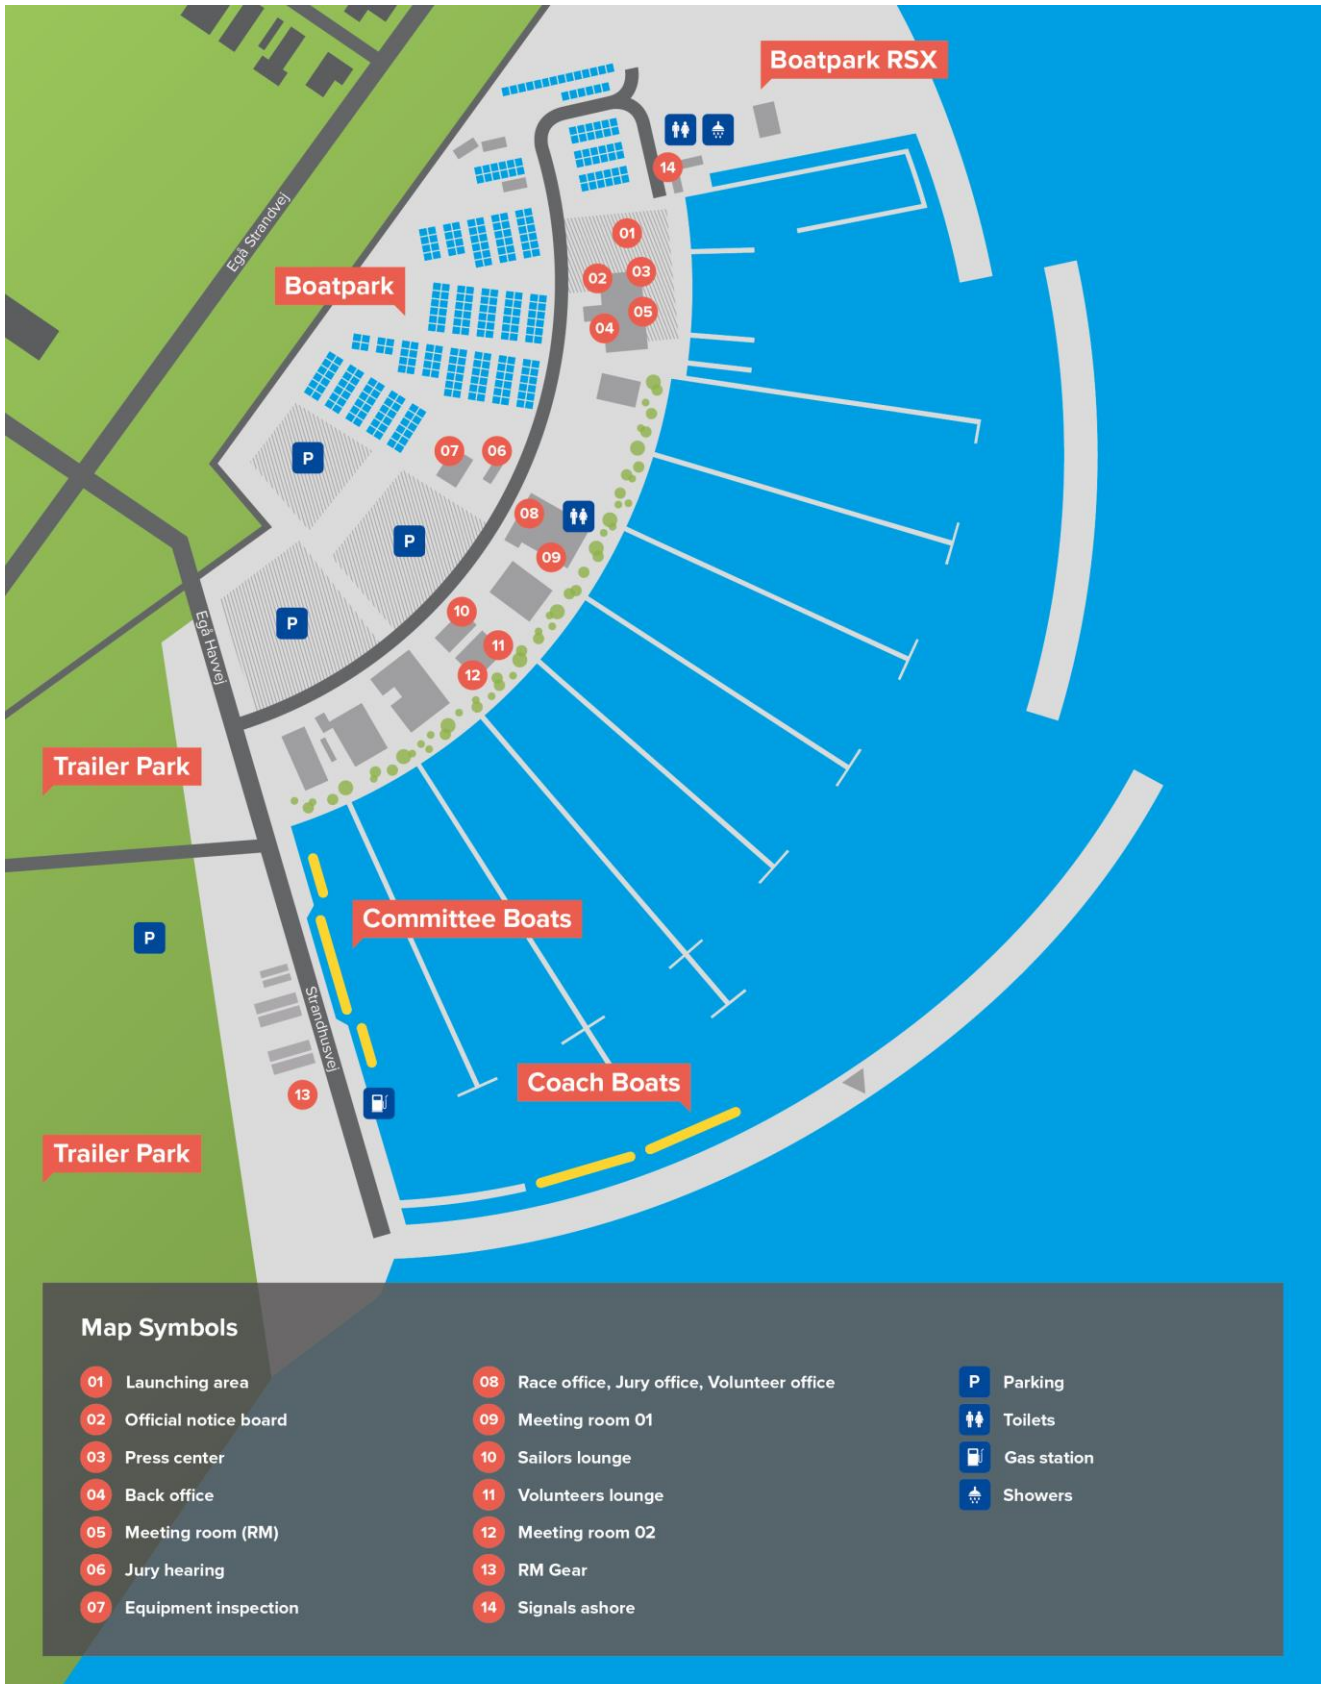 Boatpark RSX
14
Egå Strandvej
01
03
02
Boatpark
05
04
P
07
06
08
P
09
10
P
Egå Havvej
11
12
Trailer Park
Committee Boats
P
Strandhusvej
Coach Boats
13
Trailer Park
Map Symbols
01 Launching area
02 Official notice board
03 Press center
04 Back office
05 Meeting room (RM)
06 Jury hearing
07 Equipment inspection
08 Race office, Jury office, Volunteer office
09 Meeting room 01
10 Sailors lounge
11 Volunteers lounge
12 Meeting room 02
13 RM Gear
14 Signals ashore
P Parking
Toilets
Gas station
Showers